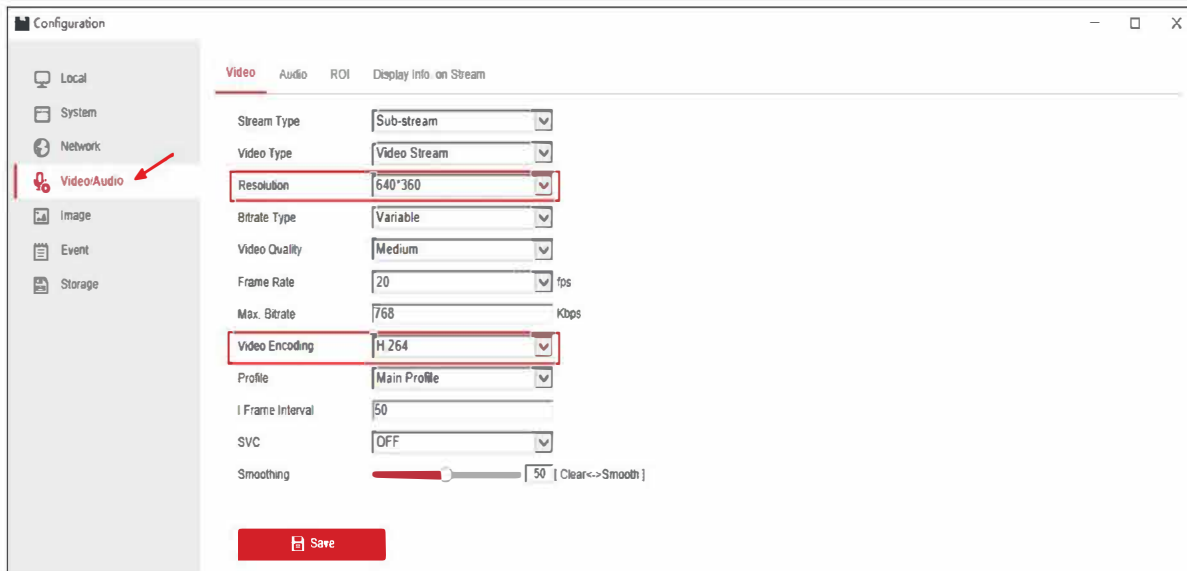 Configuration
Local
System
Network
Video/Audio
Image
Event
Storage
Video Audio ROI Display Info. on Stream
Stream Type Sub-stream
Video Type Video Stream
Resolution 640*360
Bitrate Type Variable
Video Quality Medium
Frame Rate 20 fps
Max. Bitrate 768 Kbps
Video Encoding H.264
Profile Main Profile
I Frame Interval 50
SVC OFF
Smoothing 50 [ Clear<->Smooth ]
Save